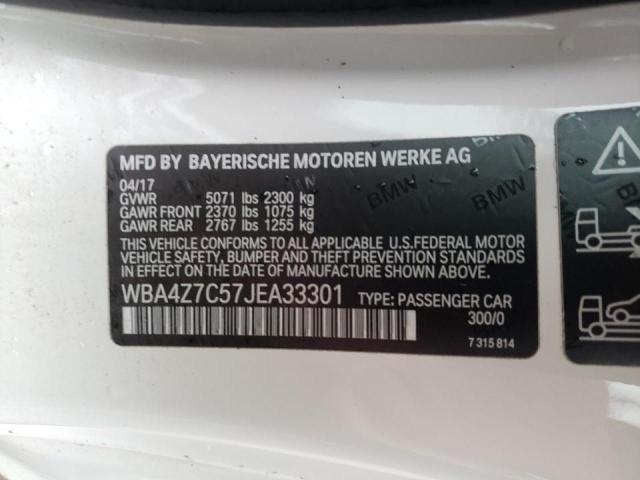 MFD BY BAYERISCHE MOTOREN WERKE AG
04/17
GVWR 5071 lbs 2300 kg
GAWR FRONT 2370 lbs 1075 kg
GAWR REAR 2767 lbs 1255 kg
THIS VEHICLE CONFORMS TO ALL APPLICABLE U.S.FEDERAL MOTOR
VEHICLE SAFETY, BUMPER AND THEFT PREVENTION STANDARDS
IN EFFECT ON THE DATE OF MANUFACTURE SHOWN ABOVE.
WBA4Z7C57JEA33301 TYPE: PASSENGER CAR
300/0
7 315 814
BMW
BMW